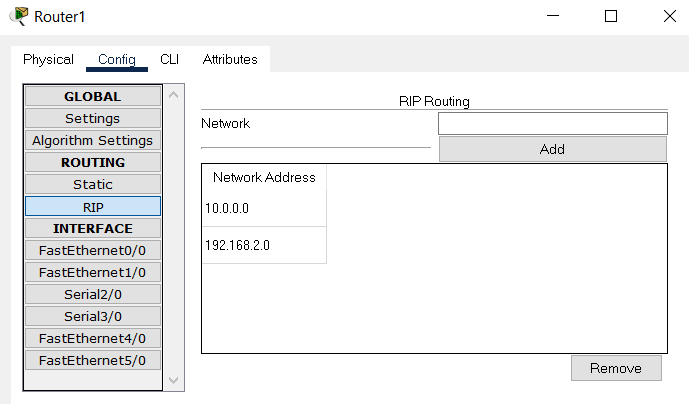 Router1
Physical Config CLI Attributes
GLOBAL
Settings
Algorithm Settings
ROUTING
Static
RIP
INTERFACE
FastEthernet0/0
FastEthernet1/0
Serial2/0
Serial3/0
FastEthernet4/0
FastEthernet5/0
RIP Routing
Network
Add
Network Address
10.0.0.0
192.168.2.0
Remove